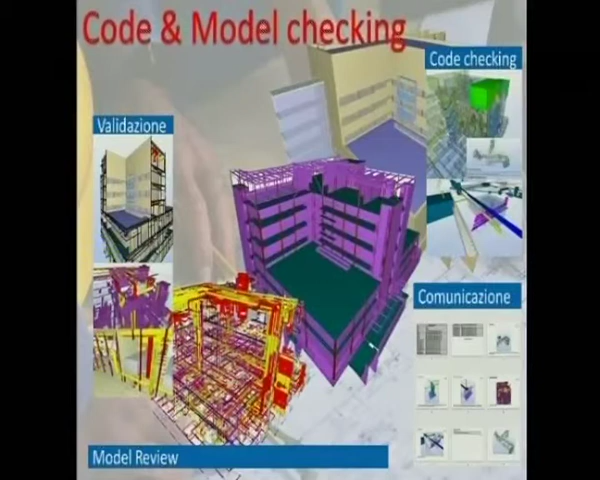 Code & Model checking
Code checking
Validazione
Comunicazione
Model Review